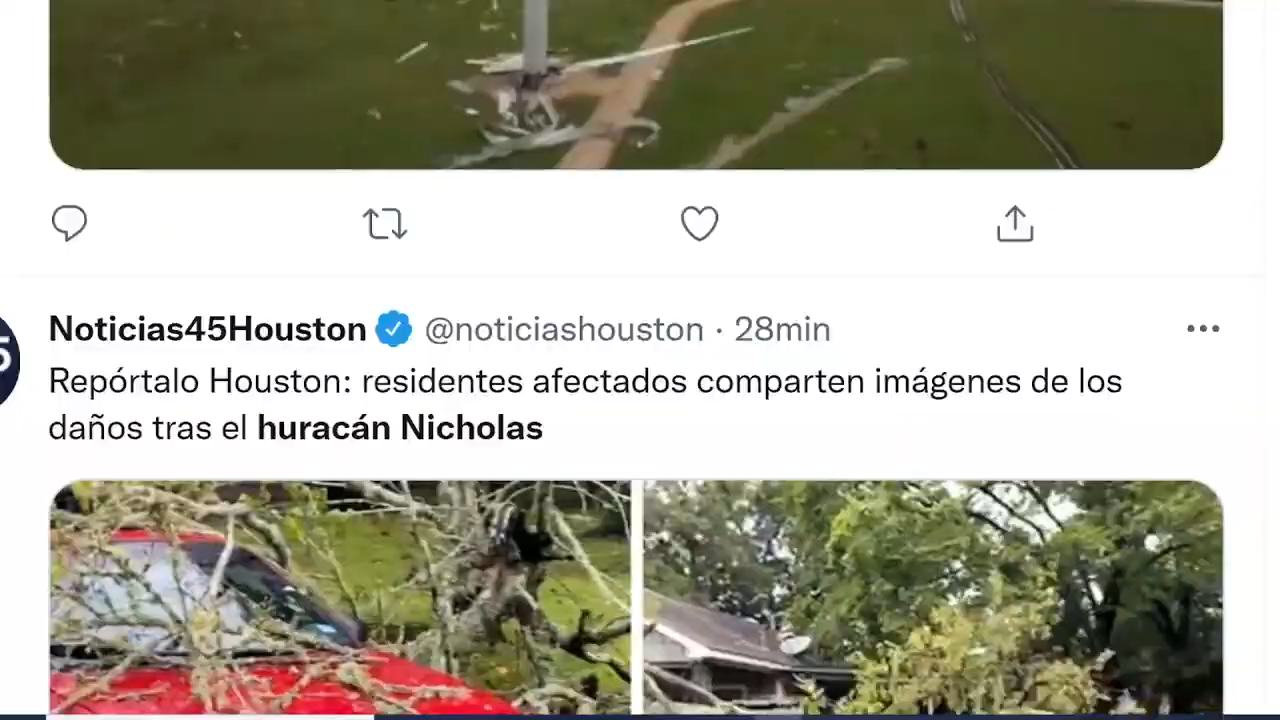 Noticias45Houston @noticiashouston · 28min
Repórtalo Houston: residentes afectados comparten imágenes de los
daños tras el huracán Nicholas